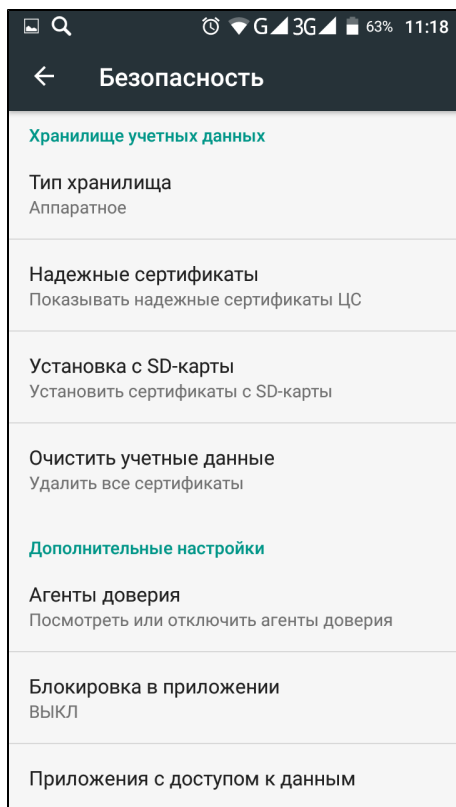 G 3G 63% 11:18
Безопасность
Хранилище учетных данных
Тип хранилища
Аппаратное
Надежные сертификаты
Показывать надежные сертификаты ЦС
Установка с SD-карты
Установить сертификаты с SD-карты
Очистить учетные данные
Удалить все сертификаты
Дополнительные настройки
Агенты доверия
Посмотреть или отключить агенты доверия
Блокировка в приложении
ВЫКЛ
Приложения с доступом к данным